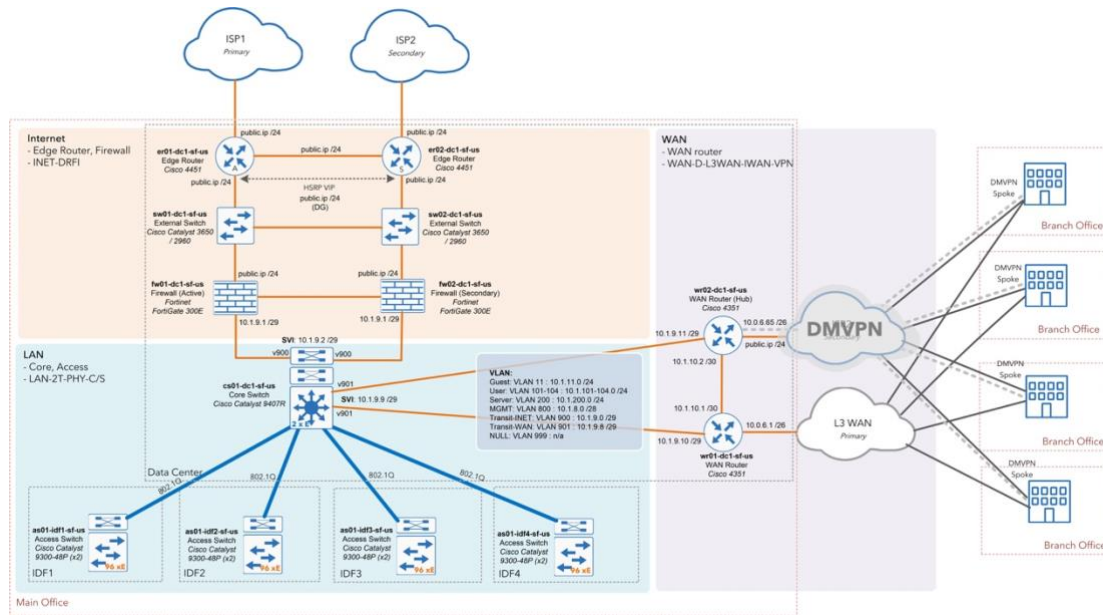 ISP1
Primary
ISP2
Secondary
Internet
- Edge Router, Firewall
- INET-DRFI
public.ip /24
public.ip /24
er01-dc1-sf-us
Edge Router
Cisco 4451
A
public.ip /24
er02-dc1-sf-us
Edge Router
Cisco 4451
S
public.ip /24
public.ip /24
HSRP VIP
public.ip /24
(DG)
sw01-dc1-sf-us
External Switch
Cisco Catalyst 3650
/ 2960
sw02-dc1-sf-us
External Switch
Cisco Catalyst 3650
/ 2960
public.ip /24
public.ip /24
fw01-dc1-sf-us
Firewall (Active)
Fortinet
FortiGate 300E
fw02-dc1-sf-us
Firewall (Secondary)
Fortinet
FortiGate 300E
10.1.9.1 /29
10.1.9.1 /29
WAN
- WAN router
- WAN-D-L3WAN-IWAN-VPN
wr02-dc1-sf-us
WAN Router (Hub)
Cisco 4351
10.1.9.11 /29
10.0.6.65 /26
public.ip /24
10.1.10.2 /30
DMVPN
10.1.10.1 /30
10.1.9.10 /29
10.0.6.1 /26
wr01-dc1-sf-us
WAN Router
Cisco 4351
L3 WAN
Primary
DMVPN
Spoke
Branch Office
DMVPN
Spoke
Branch Office
DMVPN
Spoke
Branch Office
DMVPN
Spoke
Branch Office
LAN
- Core, Access
- LAN-2T-PHY-C/S
SVI: 10.1.9.2 /29
v900
v900
cs01-dc1-sf-us
Core Switch
Cisco Catalyst 9407R
2 x E
v901
SVI: 10.1.9.9 /29
v901
VLAN:
Guest: VLAN 11 : 10.1.11.0 /24
User: VLAN 101-104 : 10.1.101-104.0 /24
Server: VLAN 200 : 10.1.200.0 /24
MGMT: VLAN 800 : 10.1.8.0 /28
Transit-INET: VLAN 900 : 10.1.9.0 /29
Transit-WAN: VLAN 901 : 10.1.9.8 /29
NULL: VLAN 999 : n/a
Data Center
802.1Q
802.1Q
802.1Q
802.1Q
as01-idf1-sf-us
Access Switch
Cisco Catalyst
9300-48P (x2)
96 xE
IDF1
as01-idf2-sf-us
Access Switch
Cisco Catalyst
9300-48P (x2)
96 xE
IDF2
as01-idf3-sf-us
Access Switch
Cisco Catalyst
9300-48P (x2)
96 xE
IDF3
as01-idf4-sf-us
Access Switch
Cisco Catalyst
9300-48P (x2)
96 xE
IDF4
Main Office